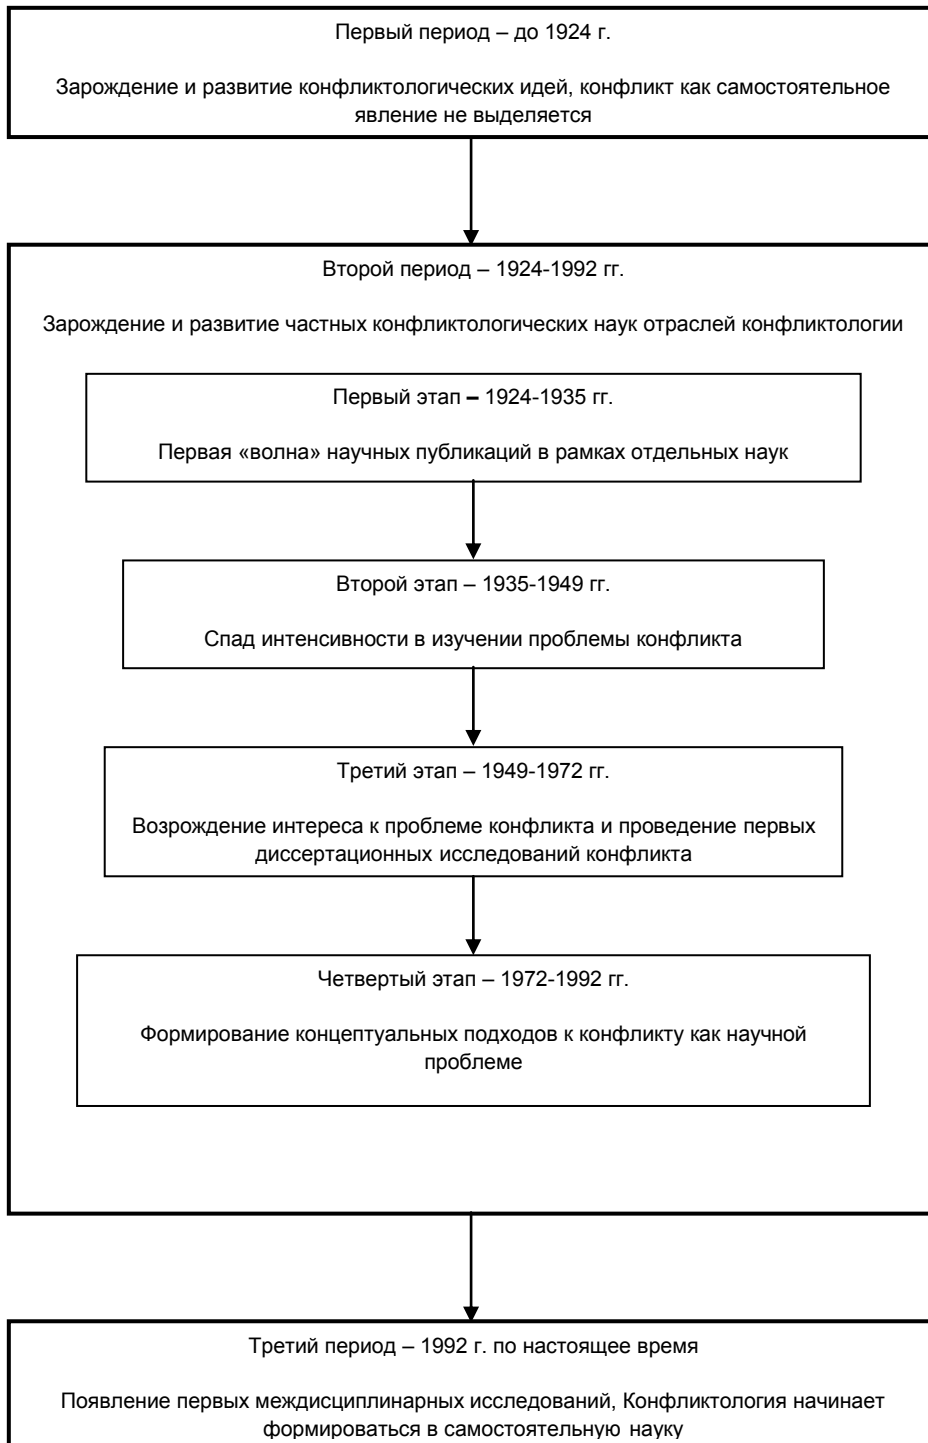 Первый период – до 1924 г.
Зарождение и развитие конфликтологических идей, конфликт как самостоятельное
явление не выделяется
Второй период – 1924-1992 гг.
Зарождение и развитие частных конфликтологических наук отраслей конфликтологии
Первый этап – 1924-1935 гг.
Первая «волна» научных публикаций в рамках отдельных наук
Второй этап – 1935-1949 гг.
Спад интенсивности в изучении проблемы конфликта
Третий этап – 1949-1972 гг.
Возрождение интереса к проблеме конфликта и проведение первых
диссертационных исследований конфликта
Четвертый этап – 1972-1992 гг.
Формирование концептуальных подходов к конфликту как научной
проблеме
Третий период – 1992 г. по настоящее время
Появление первых междисциплинарных исследований, Конфликтология начинает
формироваться в самостоятельную науку